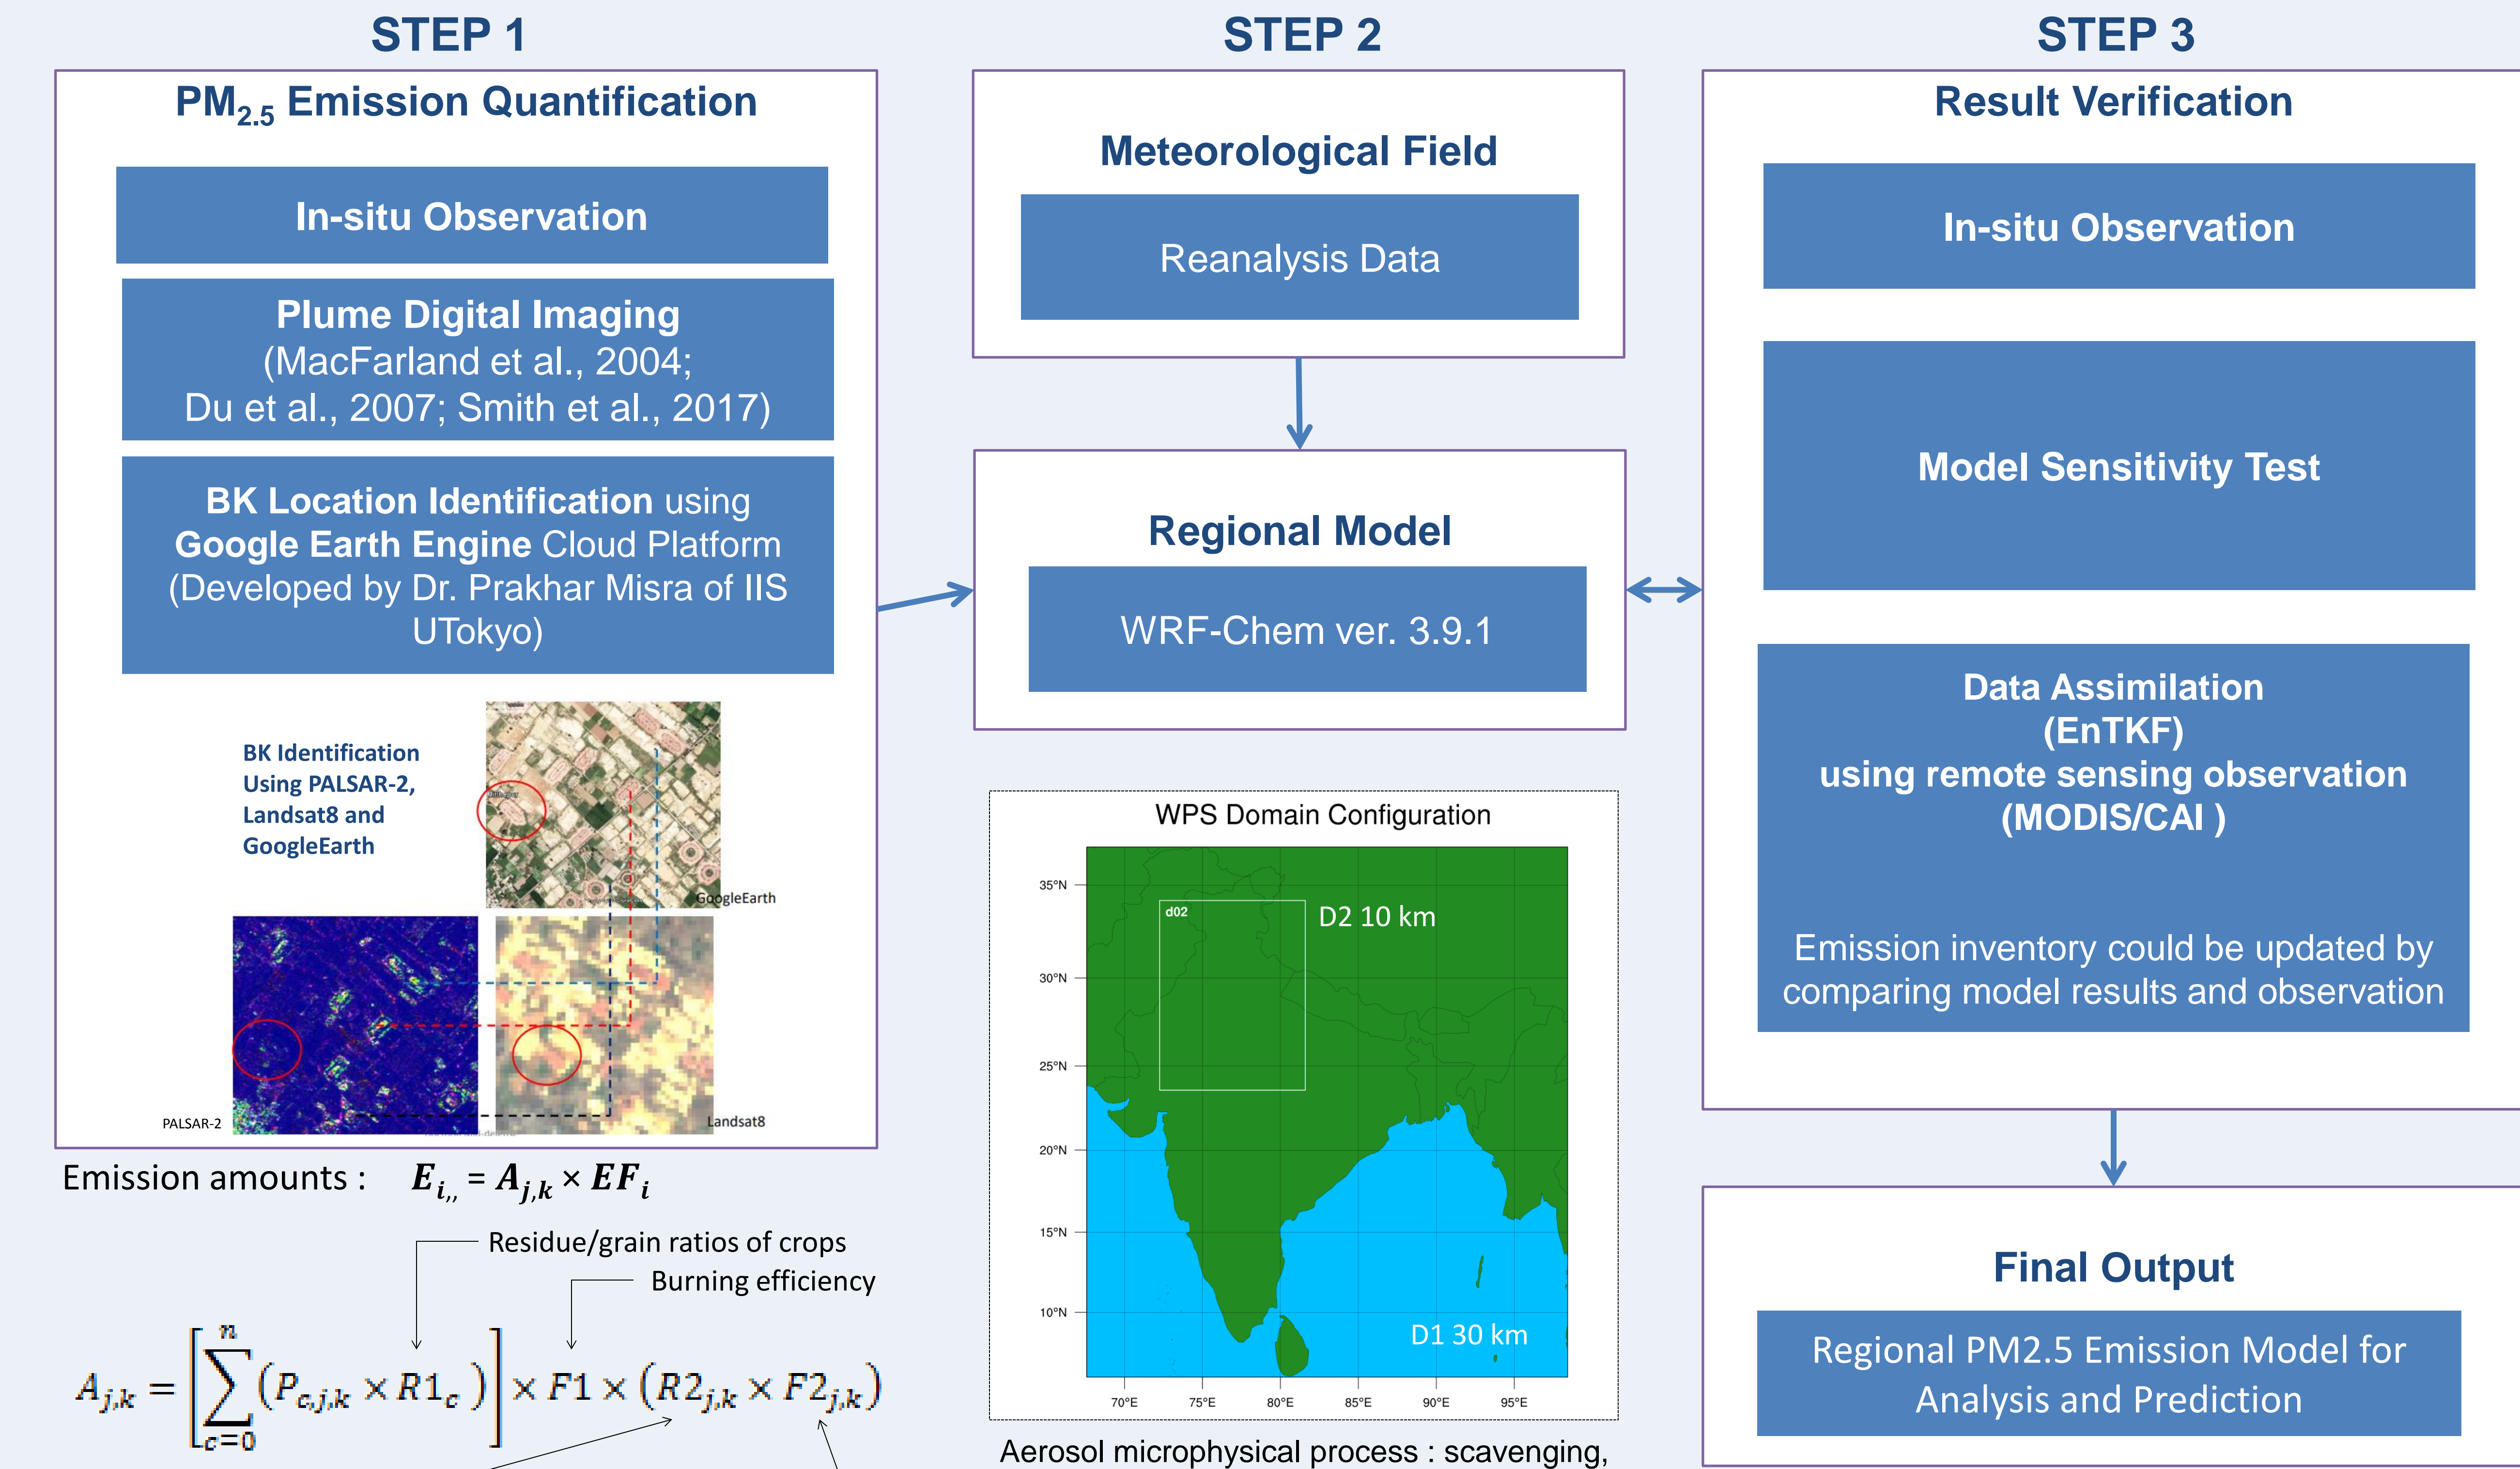 STEP 1
PM2.5 Emission Quantification
In-situ Observation
Plume Digital Imaging
(MacFarland et al., 2004;
Du et al., 2007; Smith et al., 2017)
BK Location Identification using
Google Earth Engine Cloud Platform
(Developed by Dr. Prakhar Misra of IIS
UTokyo)
BK Identification
Using PALSAR-2,
Landsat8 and
GoogleEarth
GoogleEarth
PALSAR-2
Landsat8
Emission amounts : E_i,, = A_j,k × EF_i
Residue/grain ratios of crops
Burning efficiency
A_j,k = [∑_{c=0}^{n} (P_c,j,k × R1_c)] × F1 × (R2_j,k × F2_j,k)
STEP 2
Meteorological Field
Reanalysis Data
Regional Model
WRF-Chem ver. 3.9.1
WPS Domain Configuration
35°N
d02
D2 10 km
30°N
25°N
20°N
15°N
10°N
D1 30 km
70°E 75°E 80°E 85°E 90°E 95°E
Aerosol microphysical process : scavenging,
STEP 3
Result Verification
In-situ Observation
Model Sensitivity Test
Data Assimilation
(EnTKF)
using remote sensing observation
(MODIS/CAI )
Emission inventory could be updated by
comparing model results and observation
Final Output
Regional PM2.5 Emission Model for
Analysis and Prediction